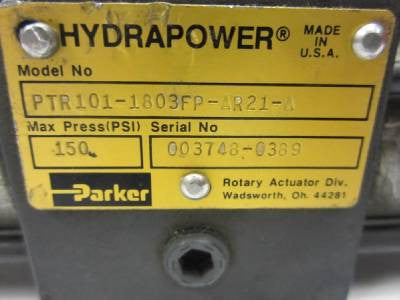 HYDRAPOWER® MADE IN U.S.A.
Model No
PTR101-1803FP-AR21-A
Max Press(PSI) Serial No
150 003748-0389
Parker
Rotary Actuator Div.
Wadsworth, Oh. 44281